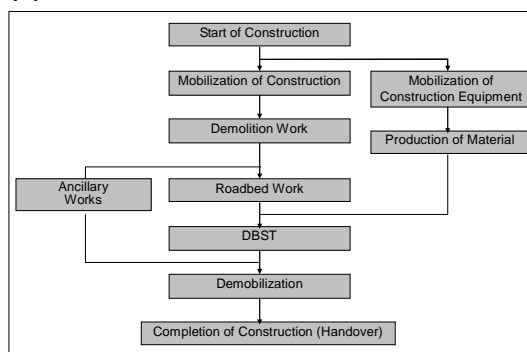 Start of Construction
Mobilization of Construction
Mobilization of
Construction Equipment
Demolition Work
Production of Material
Ancillary
Works
Roadbed Work
DBST
Demobilization
Completion of Construction (Handover)